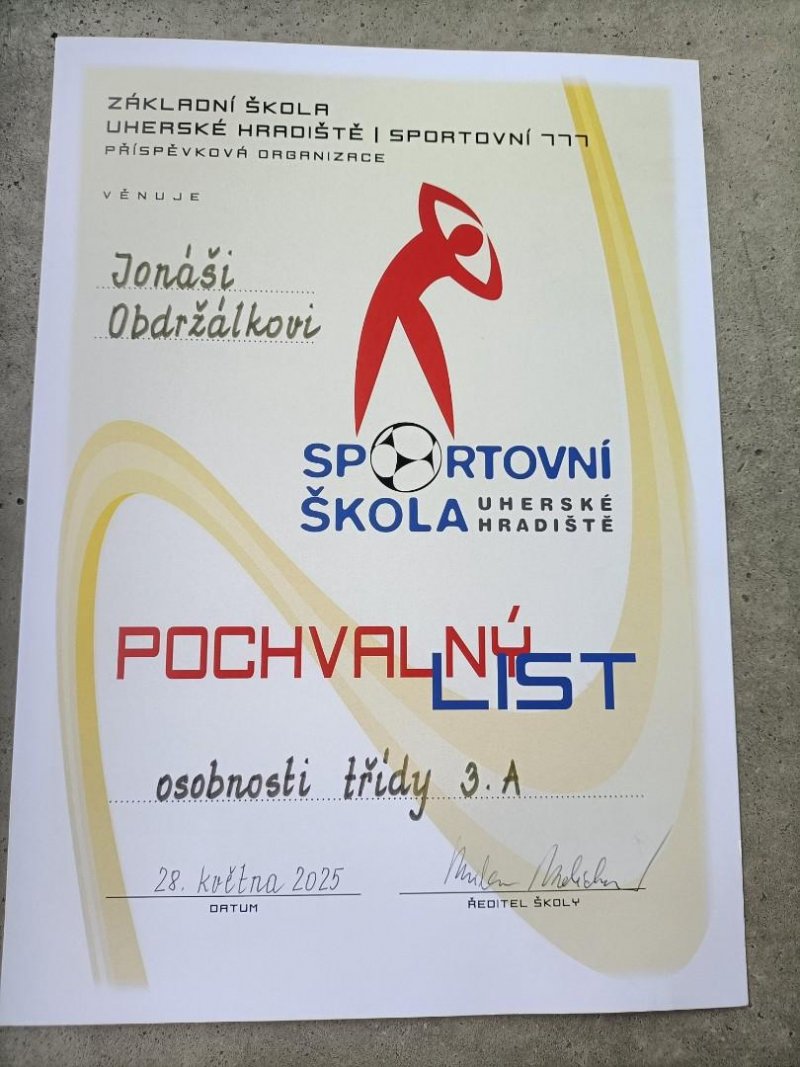 ZÁKLADNÍ ŠKOLA
UHERSKÉ HRADIŠTĚ | SPORTOVNÍ 777
PŘÍSPĚVKOVÁ ORGANIZACE
VĚNUJE
Jonáši
Obdržálkovi
SPORTOVNÍ
ŠKOLA UHERSKÉ
HRADIŠTĚ
POCHVALNÝ
LIST
osobnosti třídy 3.A
28. května 2025
DATUM
ŘEDITEL ŠKOLY